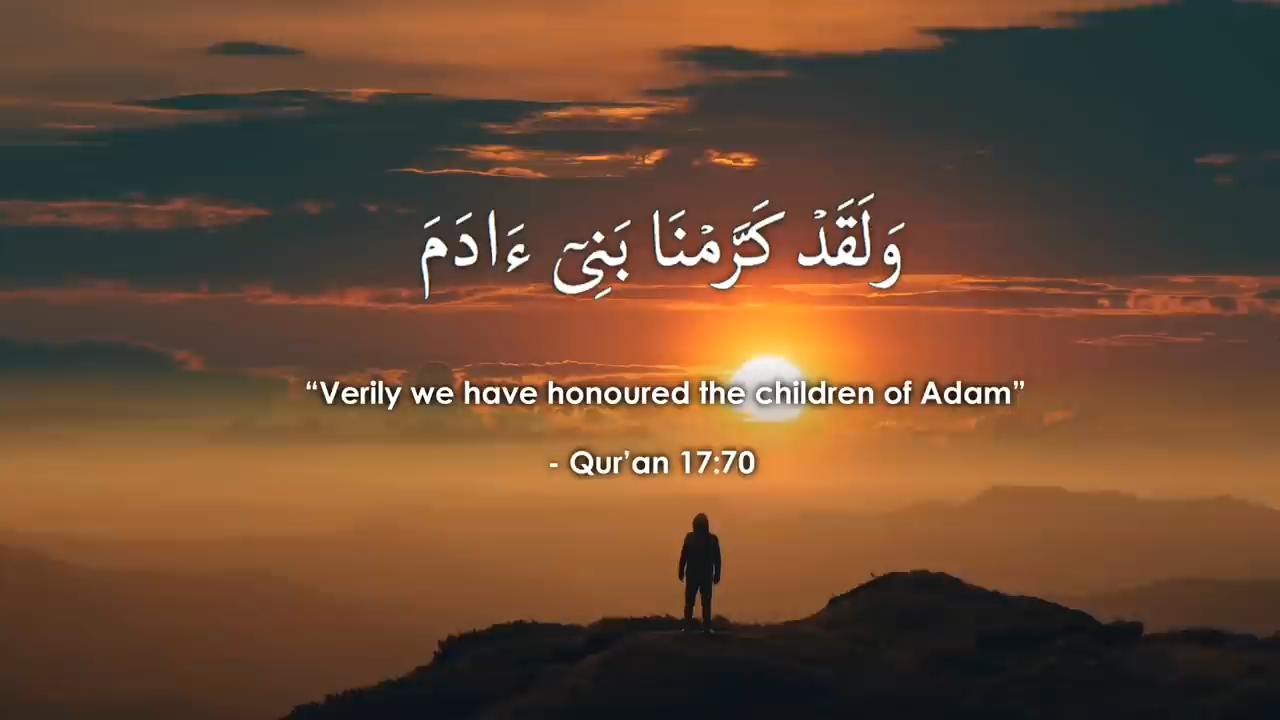 وَلَقَدْ كَرَّمْنَا بَنِىٓ ءَادَمَ
“Verily we have honoured the children of Adam”
- Qur’an 17:70